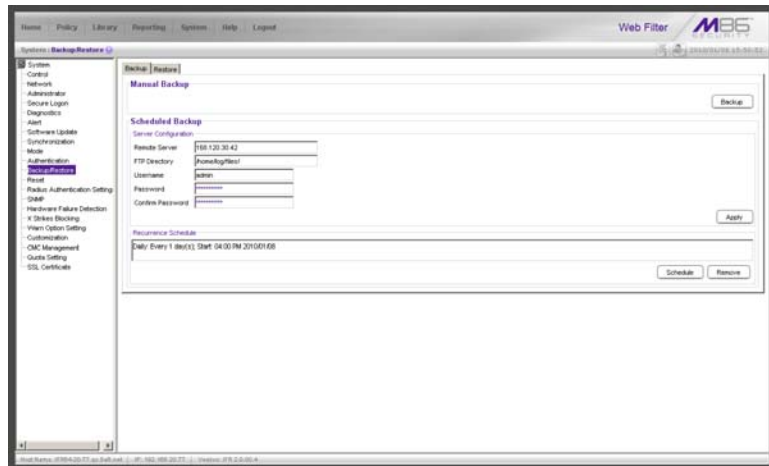 Home Policy Library Reporting System Help Logout
Web Filter
M86
SECURITY
System : Backup/Restore
System
Control
Network
Administrator
Secure Logon
Diagnostics
Alert
Software Update
Synchronization
Mode
Authentication
Backup/Restore
Reset
Radius Authentication Setting
SNMP
Hardware Failure Detection
X Strikes Blocking
Warn Option Setting
Customization
CMC Management
Quota Setting
SSL Certificate
Backup Restore
Manual Backup
Backup
Scheduled Backup
Server Configuration
Remote Server
FTP Directory /home/log/files/
Username admin
Password **********
Confirm Password **********
Apply
Recurrence Schedule
Daily: Every 1 day(s); Start: 04:00 PM 2010/01/08
Schedule Remove